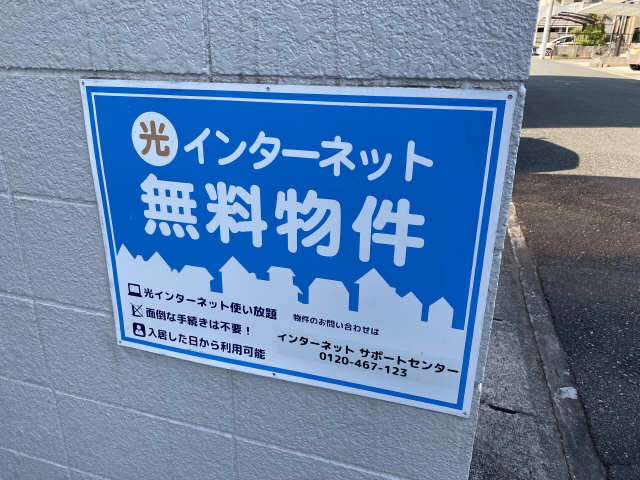 光 インターネット
無料物件
光インターネット使い放題
面倒な手続きは不要！
入居した日から利用可能
物件のお問い合わせは
インターネット サポートセンター
0120-467-123